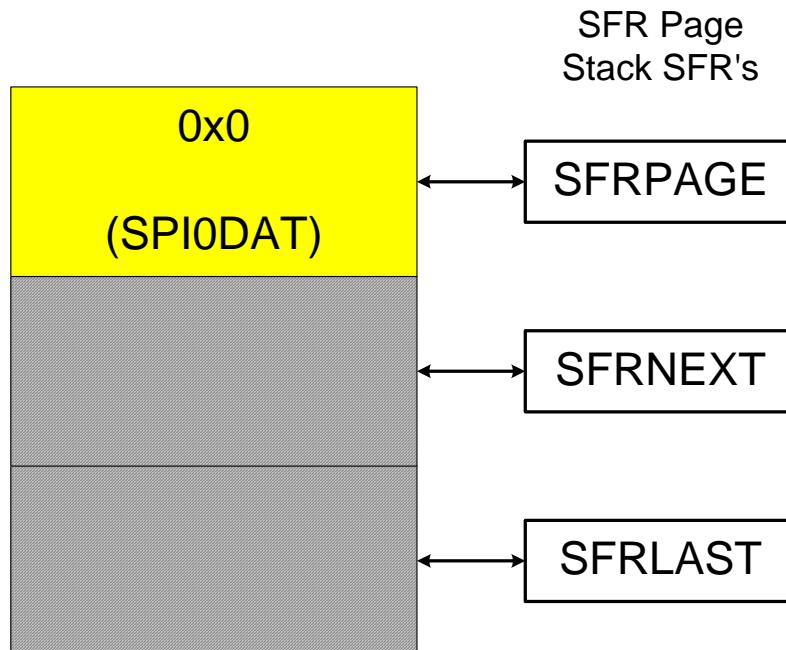 SFR Page
Stack SFR's
0x0
(SPI0DAT)
SFRPAGE
SFRNEXT
SFRLAST